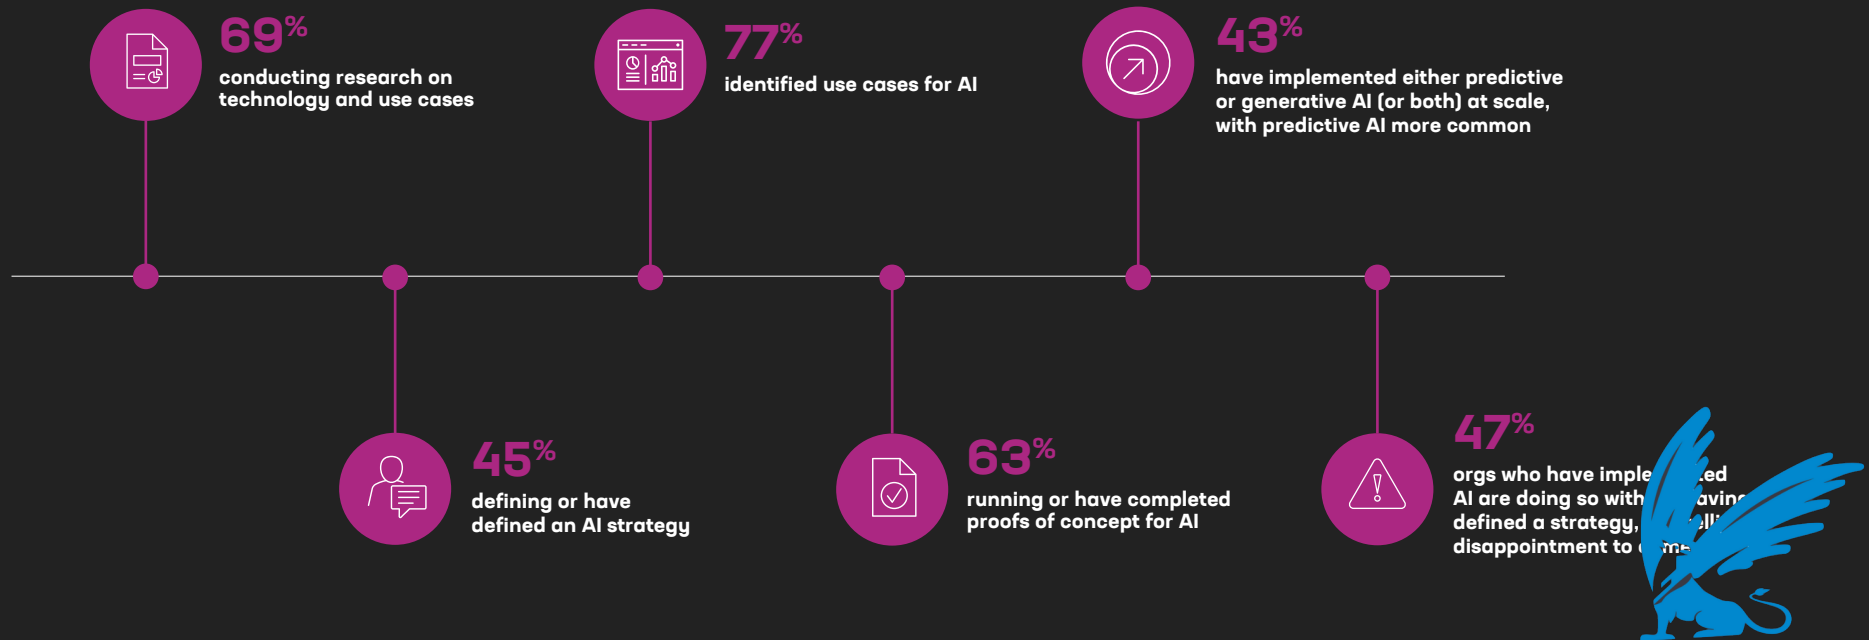 69%
conducting research on
technology and use cases
77%
identified use cases for AI
43%
have implemented either predictive
or generative AI (or both) at scale,
with predictive AI more common
45%
defining or have
defined an AI strategy
63%
running or have completed
proofs of concept for AI
47%
orgs who have
AI are doing so
defined a strategy,
disappointment to